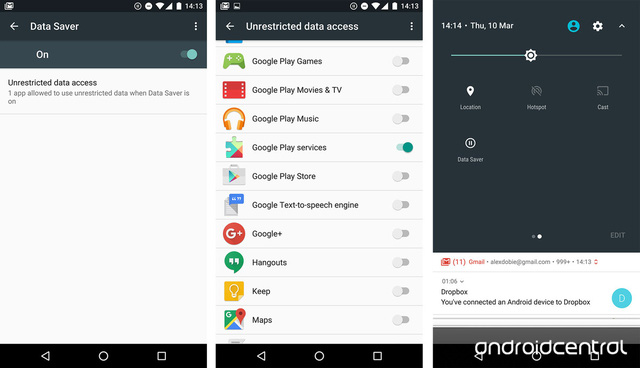 14:13
Data Saver
On
Unrestricted data access
1 app allowed to use unrestricted data when Data Saver is
on
14:13
Unrestricted data access
Google Play Games
Google Play Movies & TV
Google Play Music
Google Play services
Google Play Store
Google Text-to-speech engine
Google+
Hangouts
Keep
Maps
14:14 • Thu, 10 Mar
Location
Hotspot
Cast
Data Saver
EDIT
(11) Gmail • alexdobie@gmail.com • 999+ • 14:13
01:06
Dropbox
You've connected an Android device to Dropbox
D
androidcentral